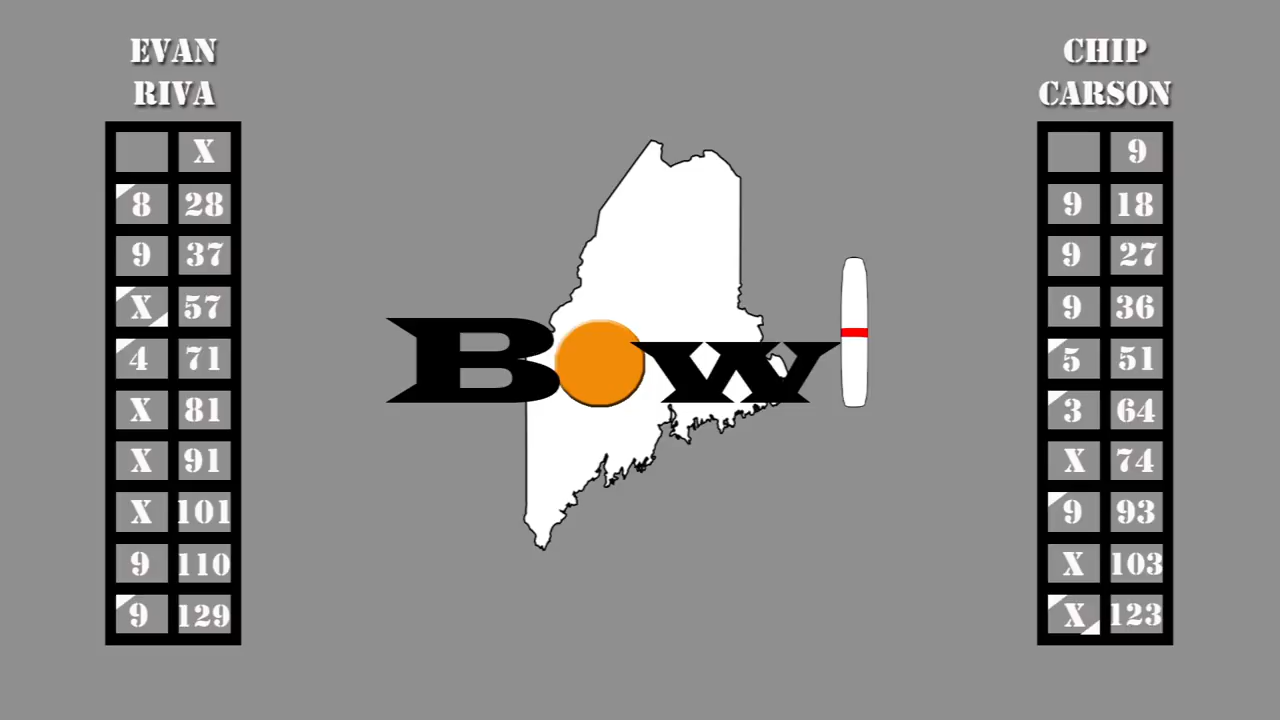 EVAN
RIVA
X
8 28
9 37
X 57
4 71
X 81
X 91
X 101
9 110
9 129
Bowl
CHIP
CARSON
9
9 18
9 27
9 36
5 51
3 64
X 74
9 93
X 103
X 123